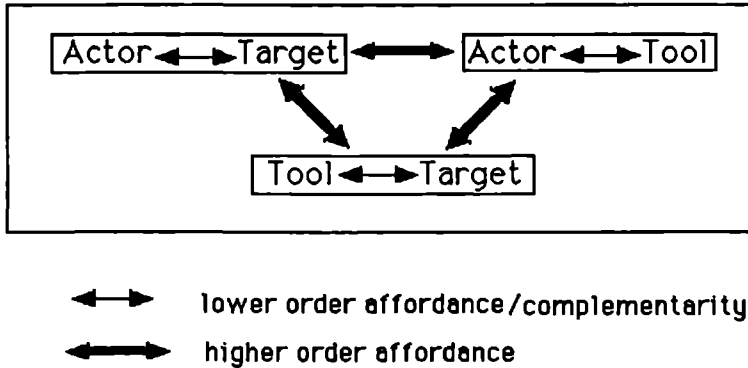 Actor Target Actor Tool
Tool Target
lower order affordance/complementarity
higher order affordance